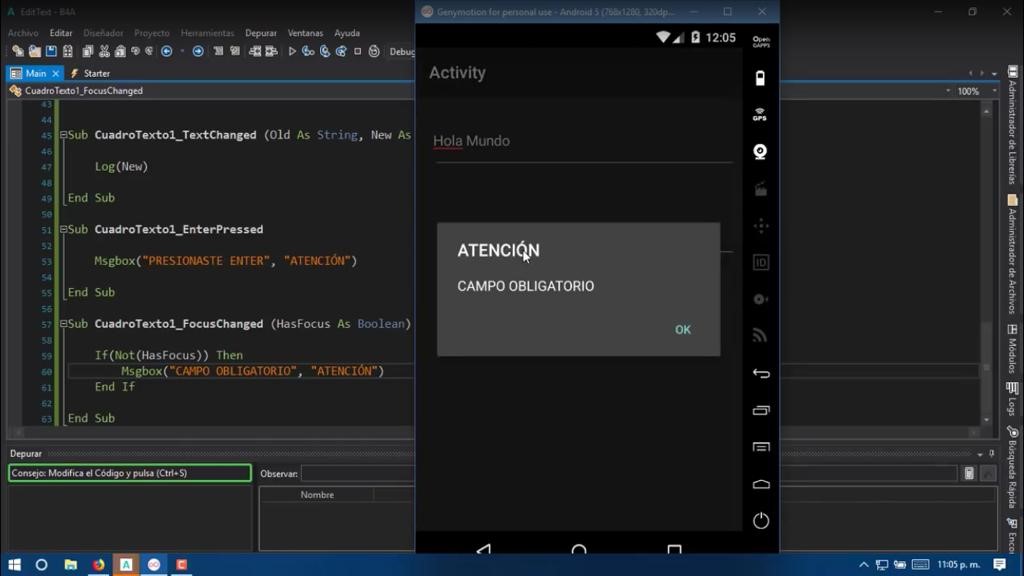 EditText - B4A
Archivo Editar Diseñador Proyecto Herramientas Depurar Ventanas Ayuda
Debug
Main Starter
CuadroTexto1_FocusChanged 100%
43
44
45 Sub CuadroTexto1_TextChanged (Old As String, New As
46
47 Log(New)
48
49 End Sub
50
51 Sub CuadroTexto1_EnterPressed
52
53 Msgbox("PRESIONASTE ENTER", "ATENCIÓN")
54
55 End Sub
56
57 Sub CuadroTexto1_FocusChanged (HasFocus As Boolean)
58
59 If(Not(HasFocus)) Then
60 Msgbox("CAMPO OBLIGATORIO", "ATENCIÓN")
61 End If
62
63 End Sub
Depurar
Consejo: Modifica el Código y pulsa (Ctrl+S)
Observar:
Nombre
Genymotion for personal use - Android 5 (768x1280, 320dp...
12:05
Open
GAPPS
Activity
GPS
Hola Mundo
ATENCIÓN
CAMPO OBLIGATORIO
OK
ID
Administrador de Librerías
Administrador de Archivos
Módulos
Logs
Búsqueda Rápida
11:05 p. m.